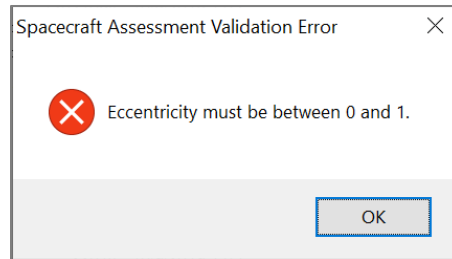 Spacecraft Assessment Validation Error
Eccentricity must be between 0 and 1.
OK